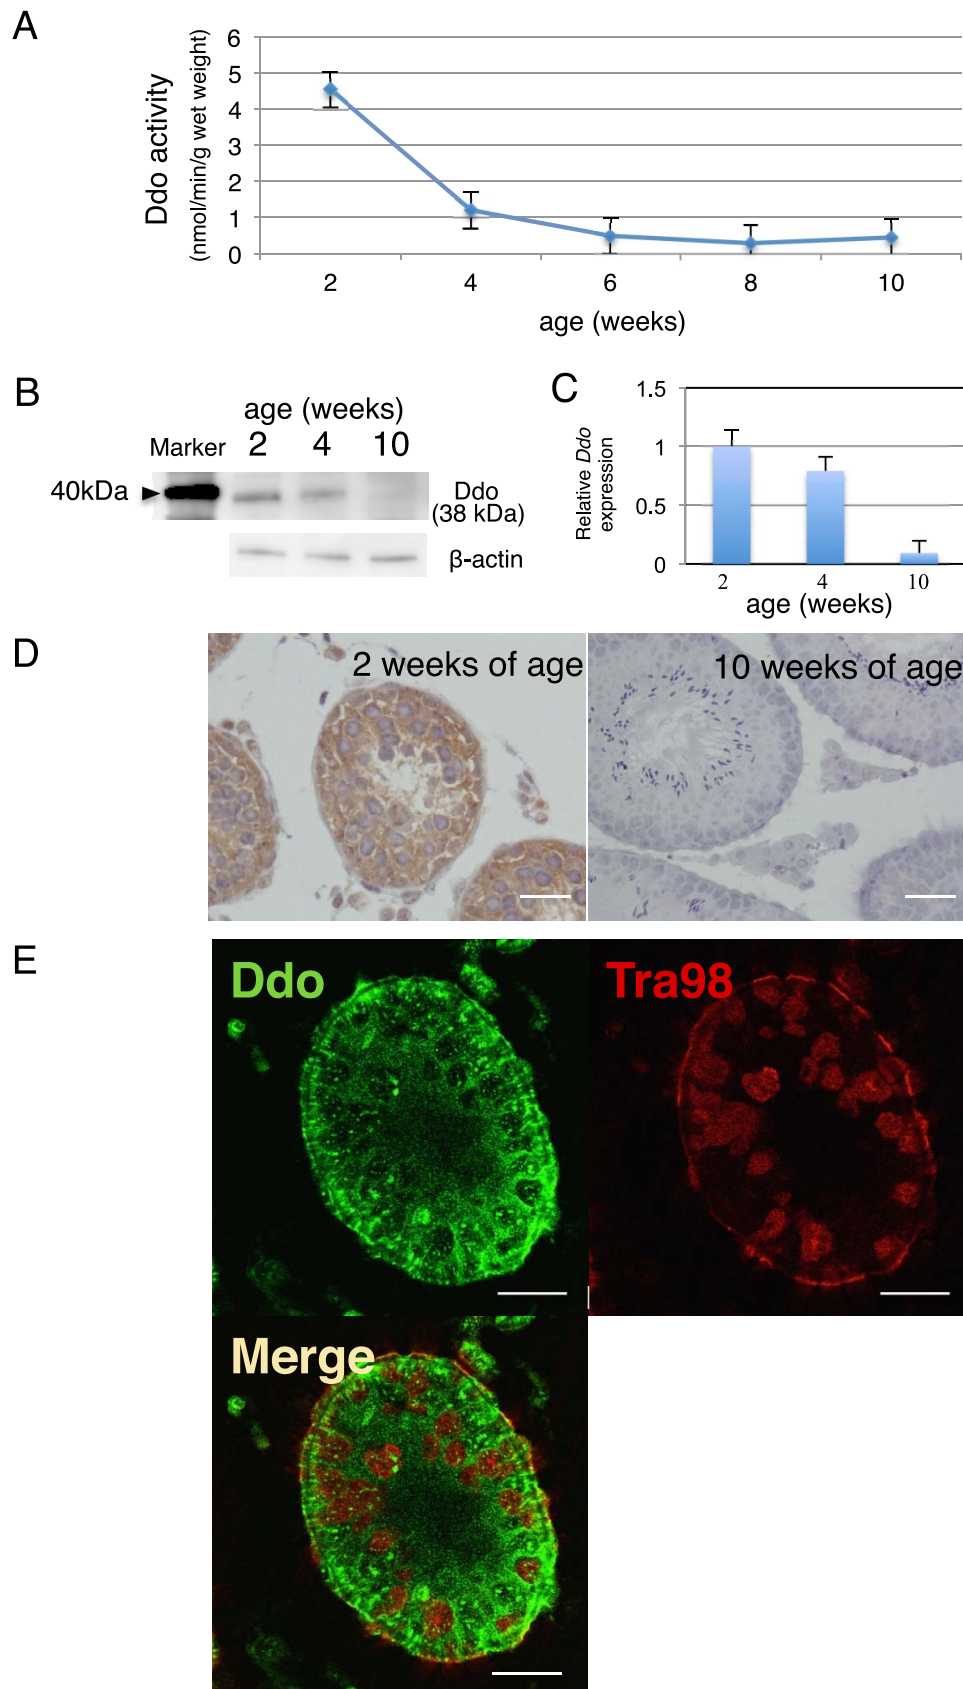 A
Ddo activity
(nmol/min/g wet weight)
6
5
4
3
2
1
0
2 4 6 8 10
age (weeks)
B
age (weeks)
Marker 2 4 10
40kDa
Ddo
(38 kDa)
β-actin
C
Relative Ddo
expression
1.5
1
0.5
0
2 4 10
age (weeks)
D
2 weeks of age
10 weeks of age
E
Ddo
Tra98
Merge